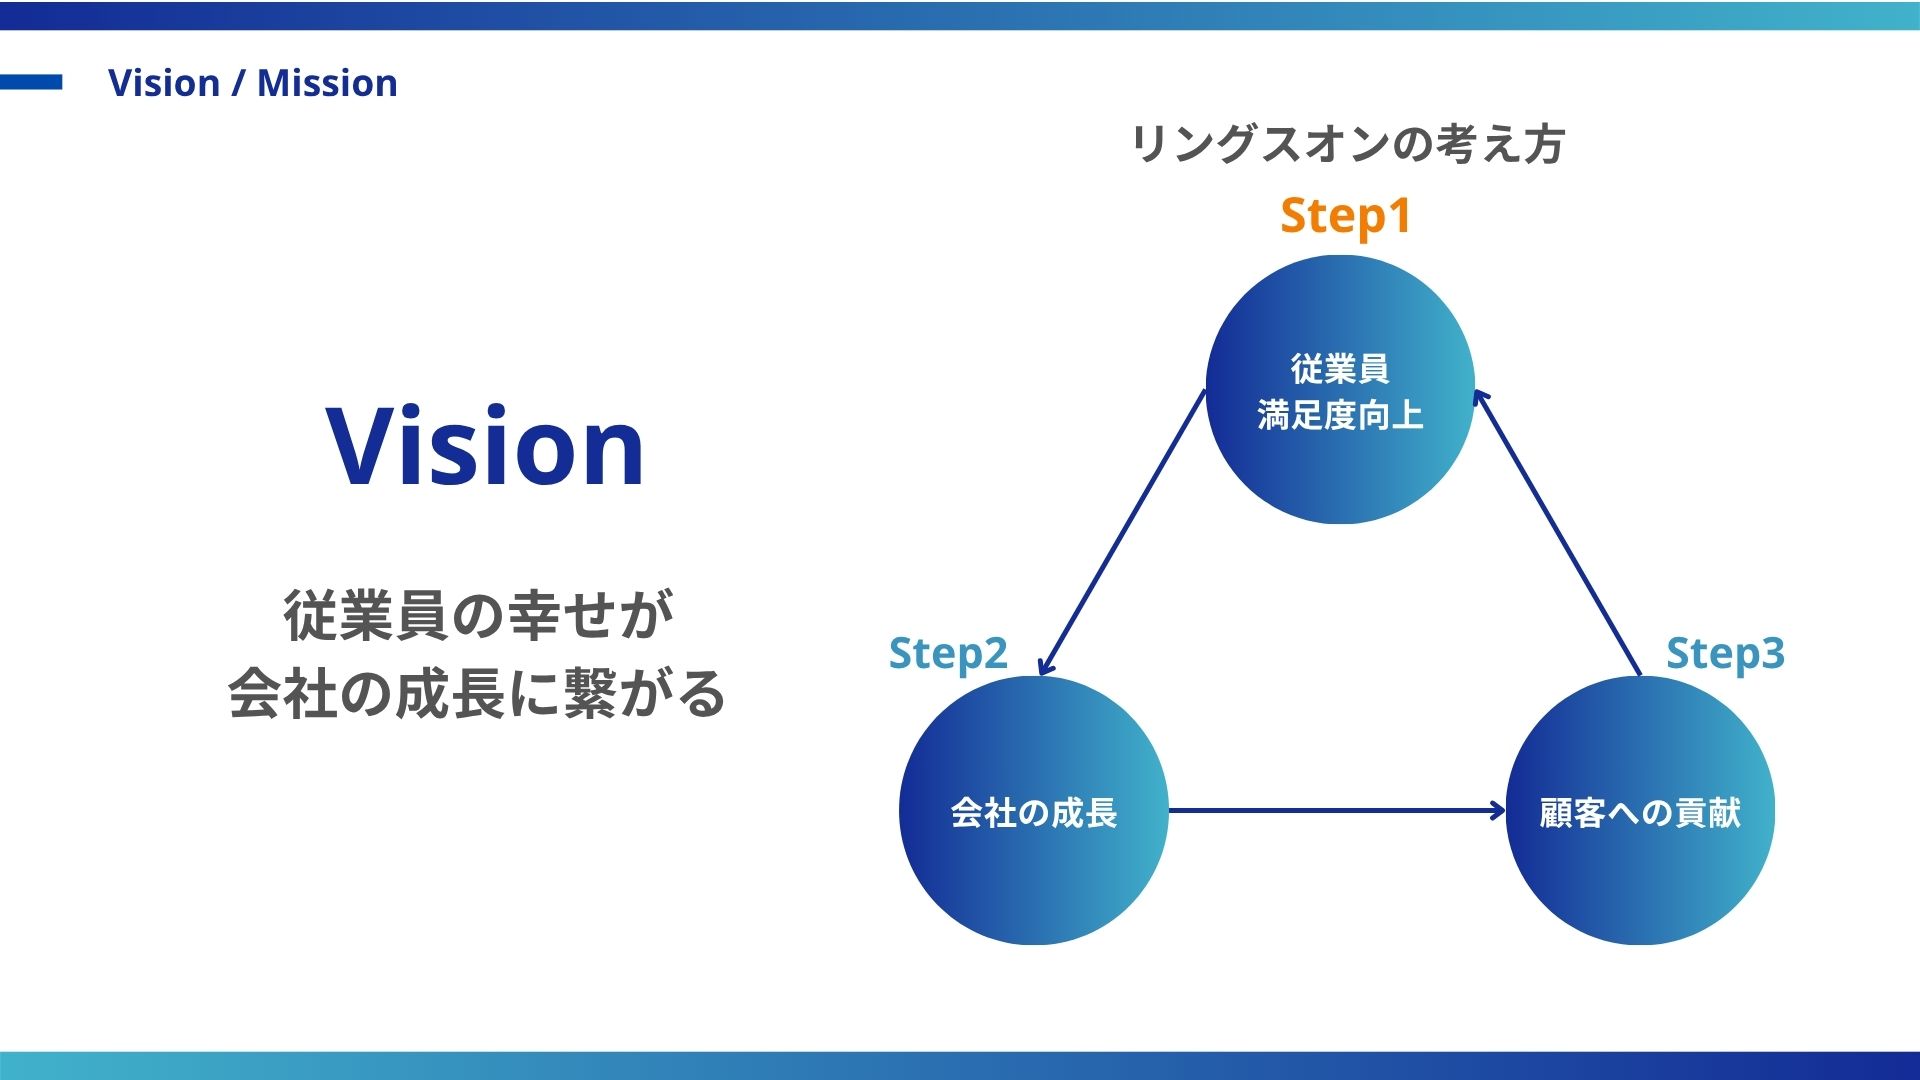 Vision / Mission
Vision
従業員の幸せが
会社の成長に繋がる
リングスオンの考え方
Step1
従業員
満足度向上
Step2
会社の成長
Step3
顧客への貢献